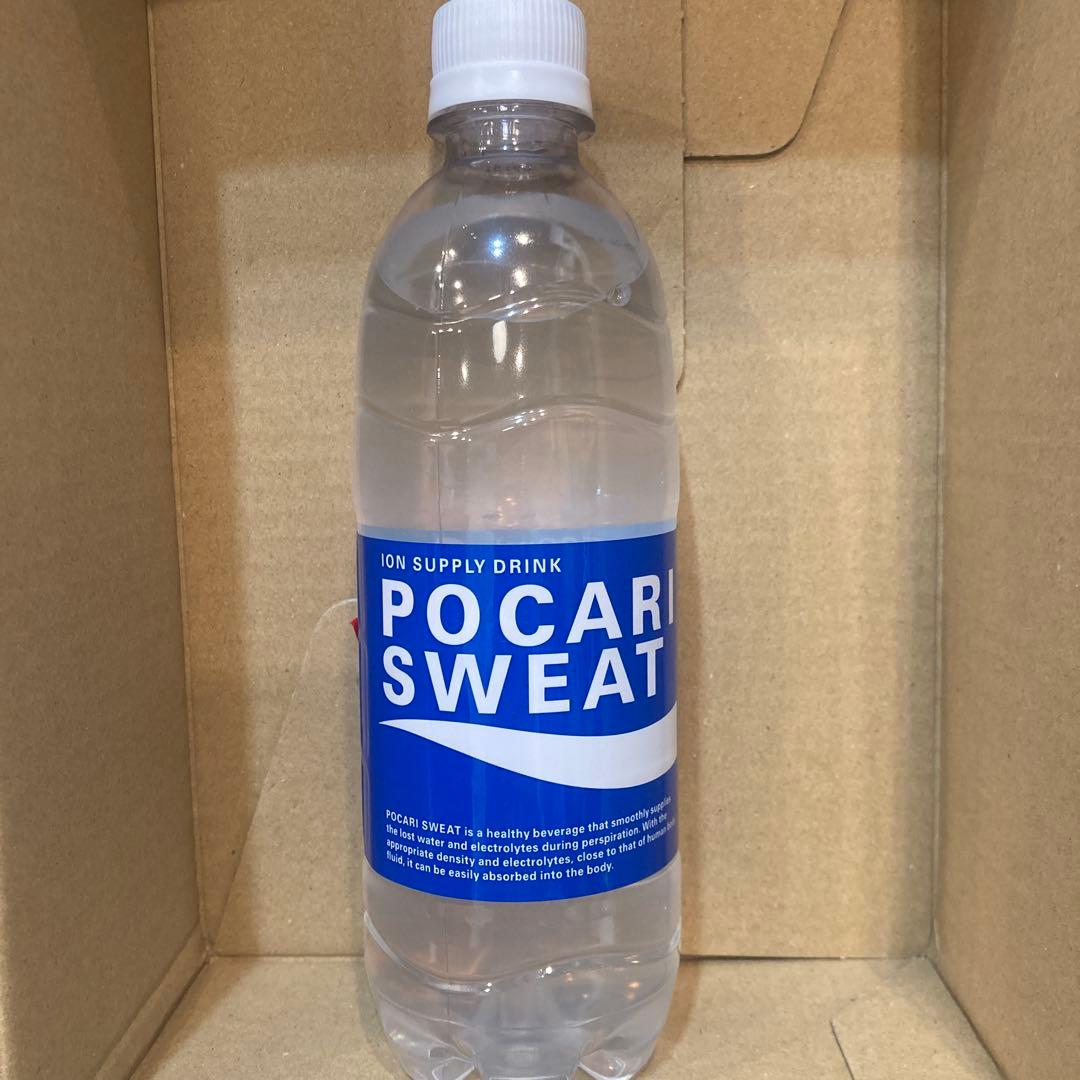 ION SUPPLY DRINK
POCARI
SWEAT
POCARI SWEAT is a healthy beverage that smoothly supplies
the lost water and electrolytes during perspiration. With the
appropriate density and electrolytes, close to that of human body
fluid, it can be easily absorbed into the body.